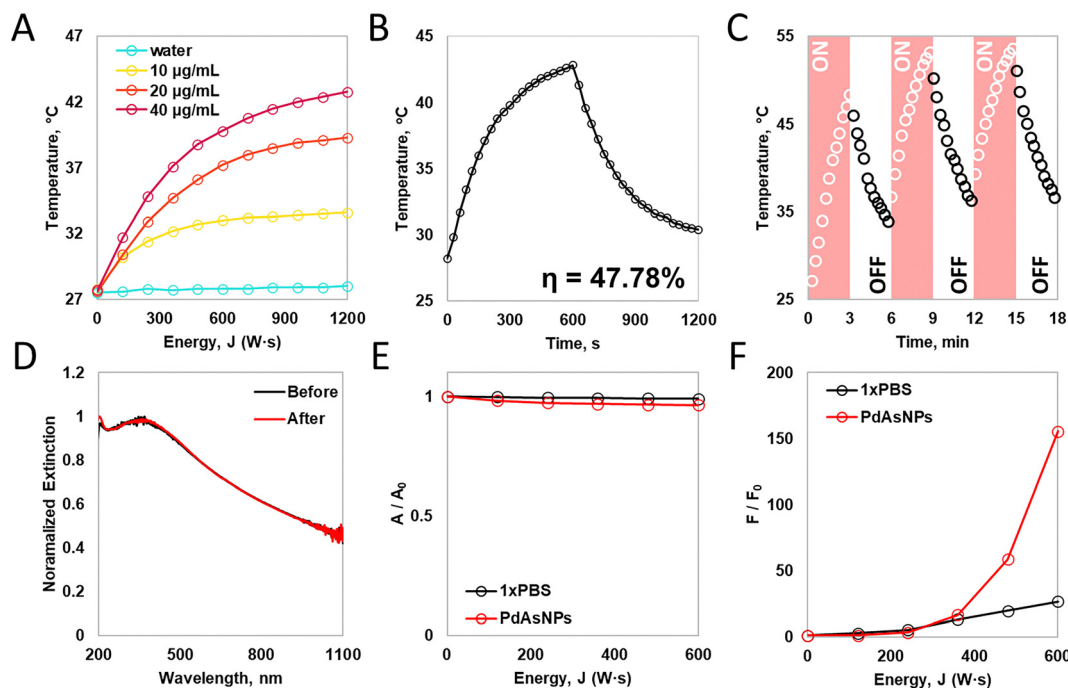 A
47
42
37
32
27
Temperature, °C
water
10 µg/mL
20 µg/mL
40 µg/mL
0
300
600
900
1200
Energy, J (W·s)
B
45
40
35
30
25
Temperature, °C
η = 47.78%
0
300
600
900
1200
Time, s
C
55
45
35
25
Temperature, °C
ON
OFF
ON
OFF
ON
OFF
0
3
6
9
12
15
18
Time, min
D
1.2
1
0.8
0.6
0.4
0.2
0
Noramalized Extinction
Before
After
200
500
800
1100
Wavelength, nm
E
1
0.5
0
A / A0
1xPBS
PdAsNPs
0
200
400
600
Energy, J (W·s)
F
200
150
100
50
0
F / F0
1xPBS
PdAsNPs
0
200
400
600
Energy, J (W·s)